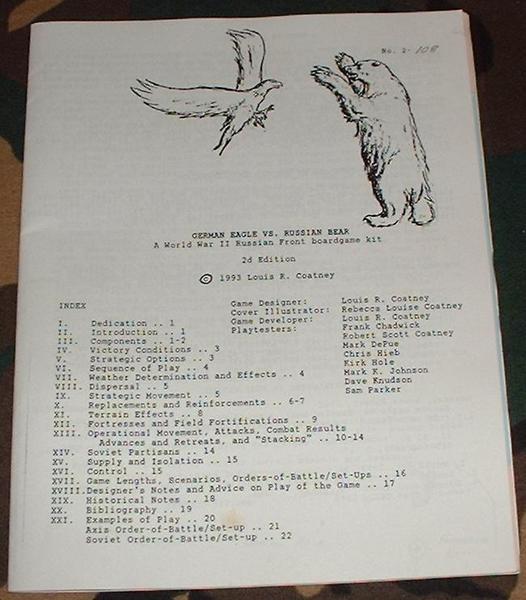 No. 2-108
GERMAN EAGLE VS. RUSSIAN BEAR
A World War II Russian Front boardgame kit
2d Edition
© 1993 Louis R. Coatney
INDEX
I. Dedication .. 1
II. Introduction .. 1
III. Components .. 1-2
IV. Victory Conditions .. 3
V. Strategic Options .. 3
VI. Sequence of Play .. 4
VII. Weather Determination and Effects .. 4
VIII. Dispersal .. 5
IX. Strategic Movement .. 5
X. Replacements and Reinforcements .. 6-7
XI. Terrain Effects .. 8
XII. Fortresses and Field Fortifications .. 9
XIII. Operational Movement, Attacks, Combat Results
Advances and Retreats, and "Stacking" .. 10-14
XIV. Soviet Partisans .. 14
XV. Supply and Isolation .. 15
XVI. Control .. 15
XVII. Game Lengths, Scenarios, Orders-of-Battle/Set-Ups .. 16
XVIII. Designer's Notes and Advice on Play of the Game .. 17
XIX. Historical Notes .. 18
XX. Bibliography .. 19
XXI. Examples of Play .. 20
Axis Order-of-Battle/Set-up .. 21
Soviet Order-of-Battle/Set-up .. 22
Game Designer: Louis R. Coatney
Cover Illustrator: Rebecca Louise Coatney
Game Developer: Louis R. Coatney
Playtesters: Frank Chadwick
Robert Scott Coatney
Mark DePue
Chris Hieb
Kirk Hole
Mark K. Johnson
Dave Knudson
Sam Parker